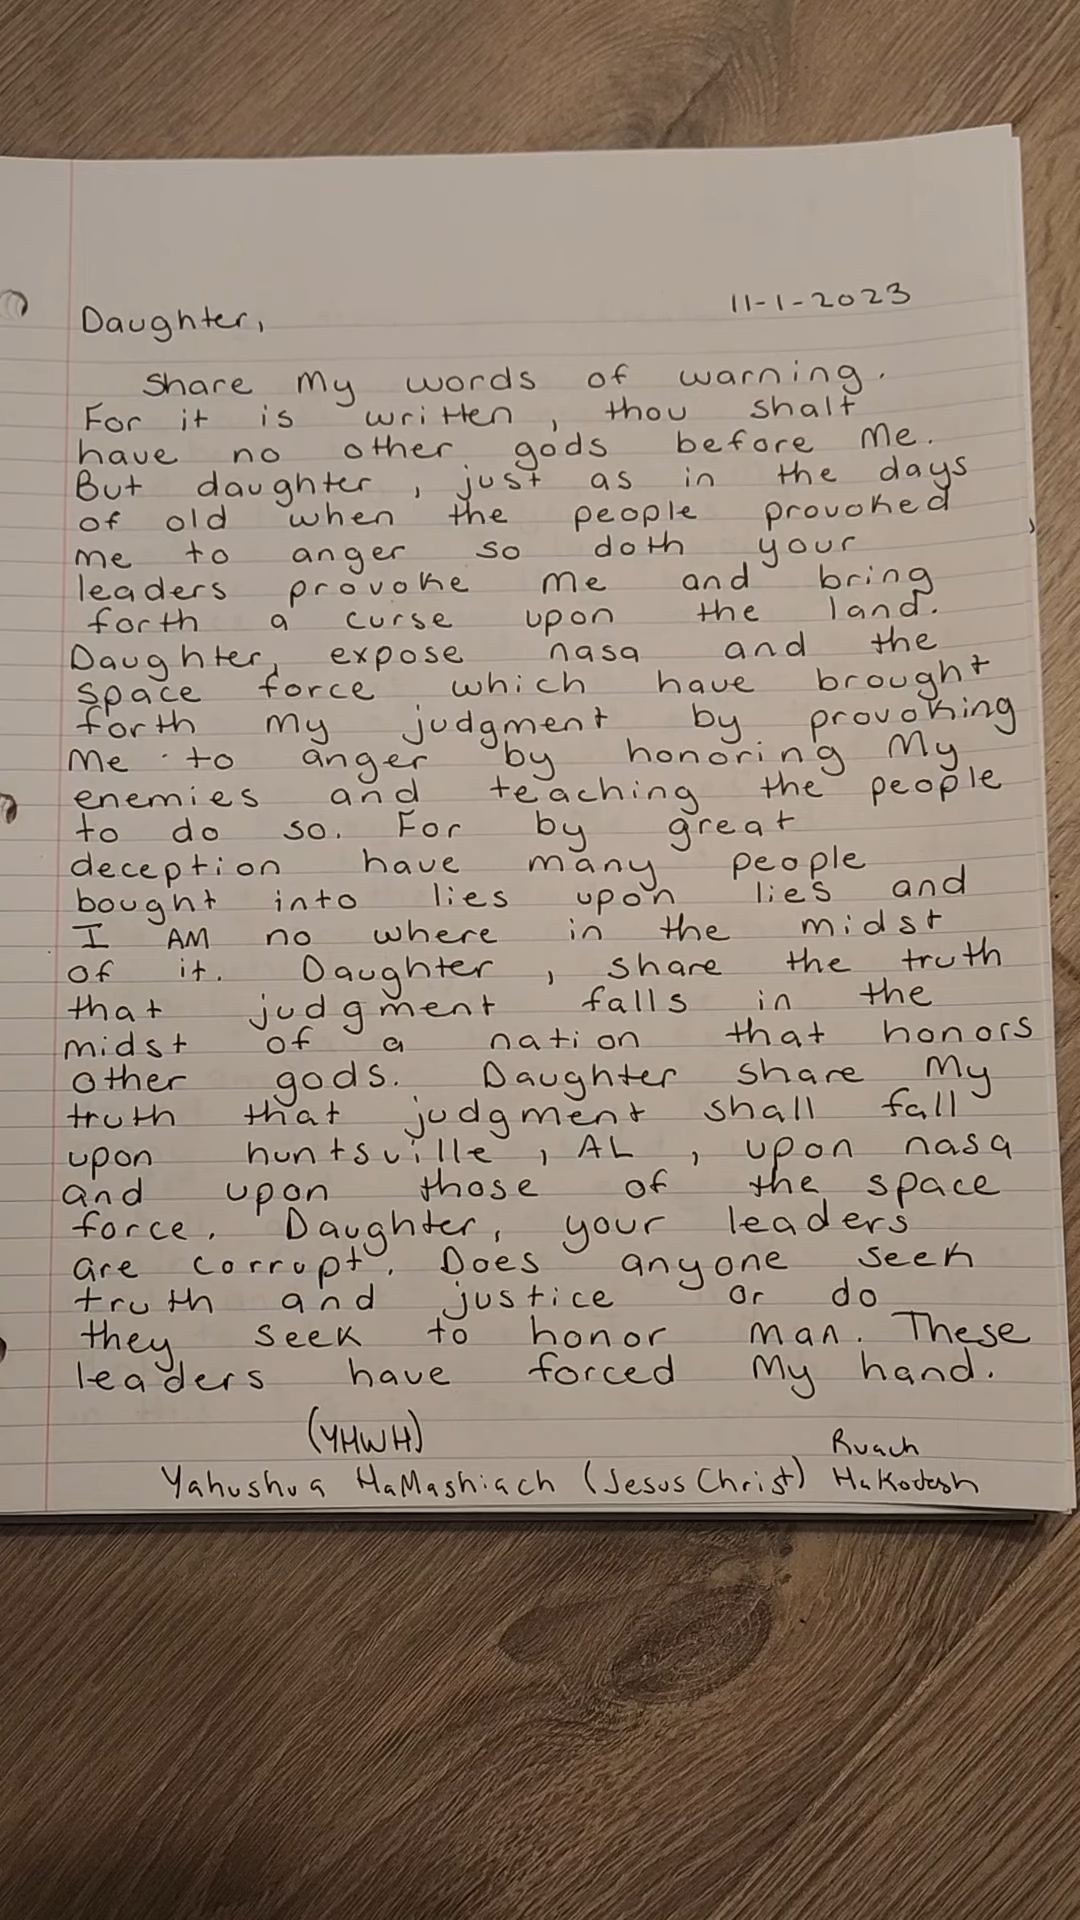 11-1-2023
Daughter,
Share My words of warning.
For it is written, thou shalt
have no other gods before Me.
But daughter, just as in the days
of old when the people provoked
me to anger so doth your
leaders provoke me and bring
forth a curse upon the land.
Daughter, expose nasa and the
space force which have brought
forth my judgment by provoking
Me to anger by honoring My
enemies and teaching the people
to do so. For by great
deception have many people
bought into lies upon lies and
I AM no where in the midst
of it. Daughter, share the truth
that judgment falls in the
midst of a nation that honors
other gods. Daughter share My
truth that judgment shall fall
upon huntsville, AL, upon nasa
and upon those of the space
force. Daughter, your leaders
are corrupt. Does anyone seek
truth and justice or do
they seek to honor man. These
leaders have forced My hand.
(YHWH)
Yahushua HaMashiach (Jesus Christ) Ruach HaKodesh